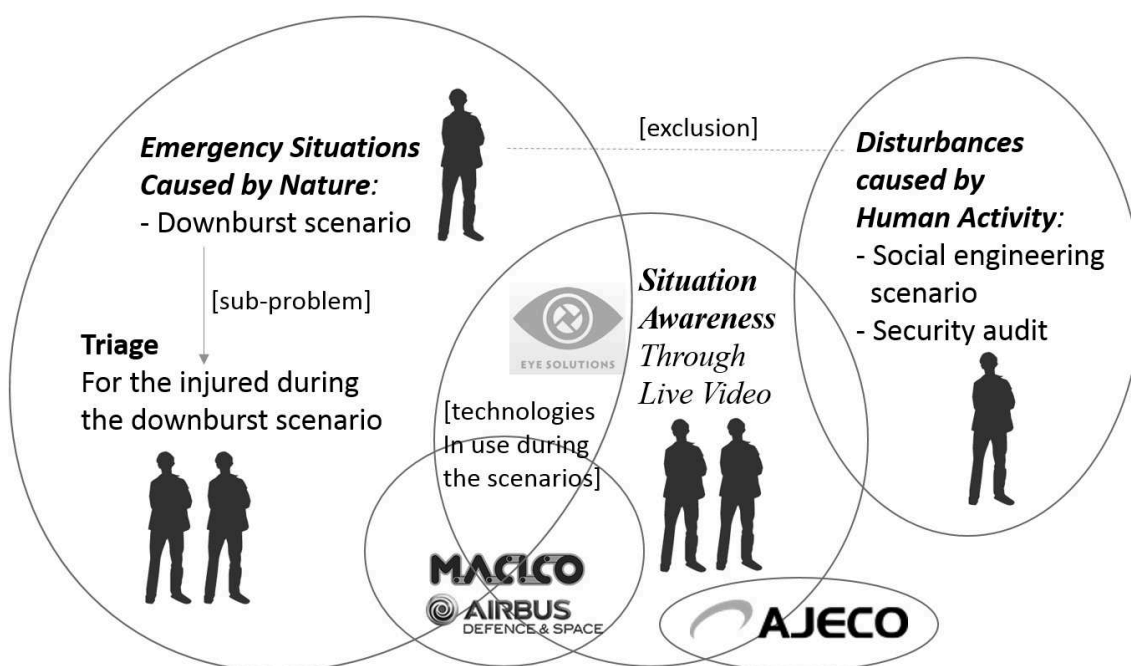 Emergency Situations
Caused by Nature:
- Downburst scenario
[sub-problem]
Triage
For the injured during
the downburst scenario
[exclusion]
Disturbances
caused by
Human Activity:
- Social engineering
scenario
- Security audit
EYE SOLUTIONS
Situation
Awareness
Through
Live Video
[technologies
In use during
the scenarios]
MACICO
AIRBUS
DEFENCE & SPACE
AJECO